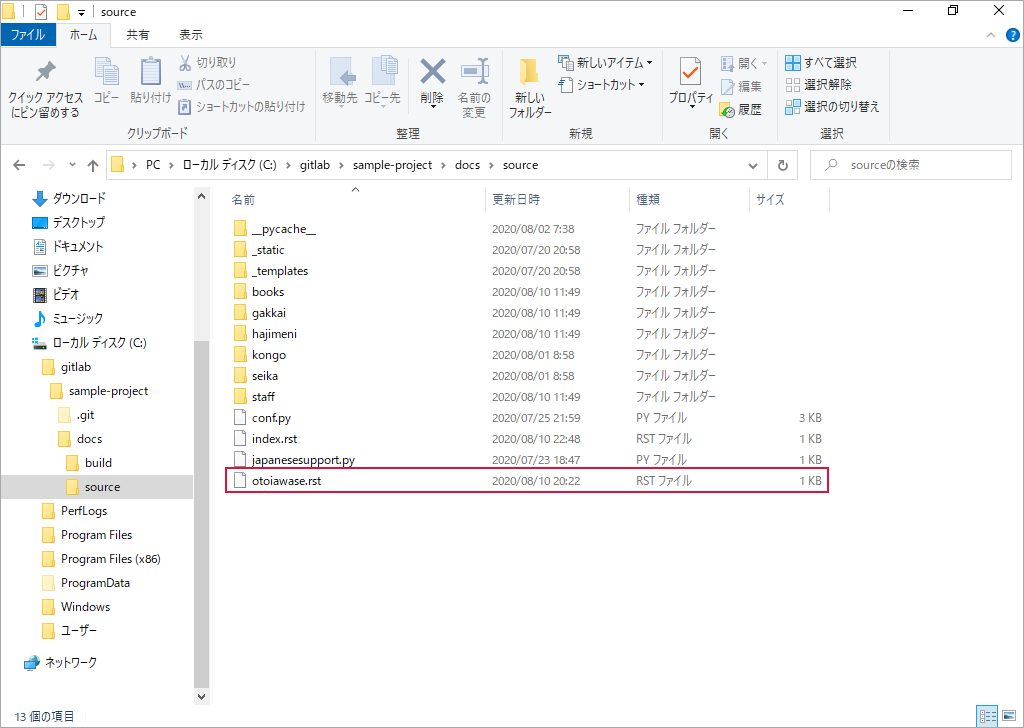 source
ファイル ホーム 共有 表示
クイック アクセス
にピン留めする
コピー
貼り付け
切り取り
パスのコピー
ショートカットの貼り付け
クリップボード
移動先
コピー先
削除
名前の
変更
整理
新しい
フォルダー
新しいアイテム
ショートカット
新規
プロパティ
開く
編集
履歴
開く
すべて選択
選択解除
選択の切り替え
選択
PC ローカル ディスク (C:) gitlab sample-project docs source
sourceの検索
ダウンロード
デスクトップ
ドキュメント
ピクチャ
ビデオ
ミュージック
ローカル ディスク (C:)
gitlab
sample-project
.git
docs
build
source
PerfLogs
Program Files
Program Files (x86)
ProgramData
Windows
ユーザー
ネットワーク
名前 更新日時 種類 サイズ
__pycache__ 2020/08/02 7:38 ファイル フォルダー
_static 2020/07/20 20:58 ファイル フォルダー
_templates 2020/07/20 20:58 ファイル フォルダー
books 2020/08/10 11:49 ファイル フォルダー
gakkai 2020/08/10 11:49 ファイル フォルダー
hajimeni 2020/08/10 11:49 ファイル フォルダー
kongo 2020/08/01 8:58 ファイル フォルダー
seika 2020/08/01 8:58 ファイル フォルダー
staff 2020/08/10 11:49 ファイル フォルダー
conf.py 2020/07/25 21:59 PY ファイル 3 KB
index.rst 2020/08/10 22:48 RST ファイル 1 KB
japanesesupport.py 2020/07/23 18:47 PY ファイル 1 KB
otoiawase.rst 2020/08/10 20:22 RST ファイル 1 KB
13 個の項目